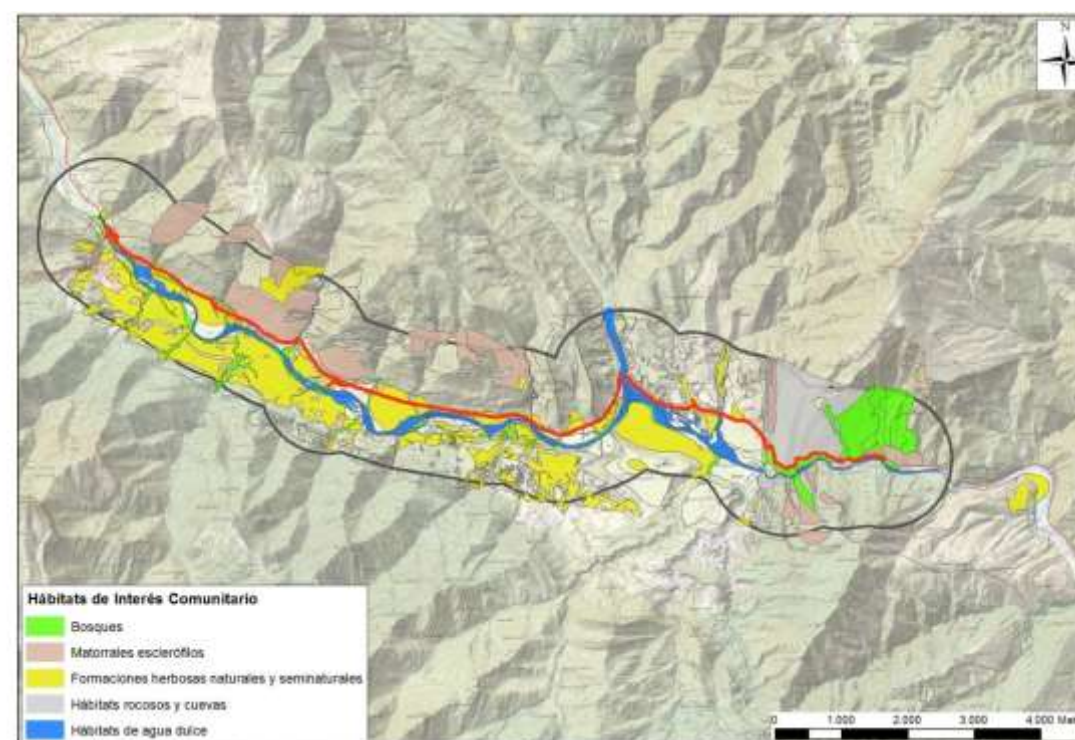 N
Hábitats de Interés Comunitario
Bosques
Matorrales esclerófilos
Formaciones herbosas naturales y seminaturales
Hábitats rocosos y cuevas
Hábitats de agua dulce
0 1.000 2.000 3.000 4.000 Met